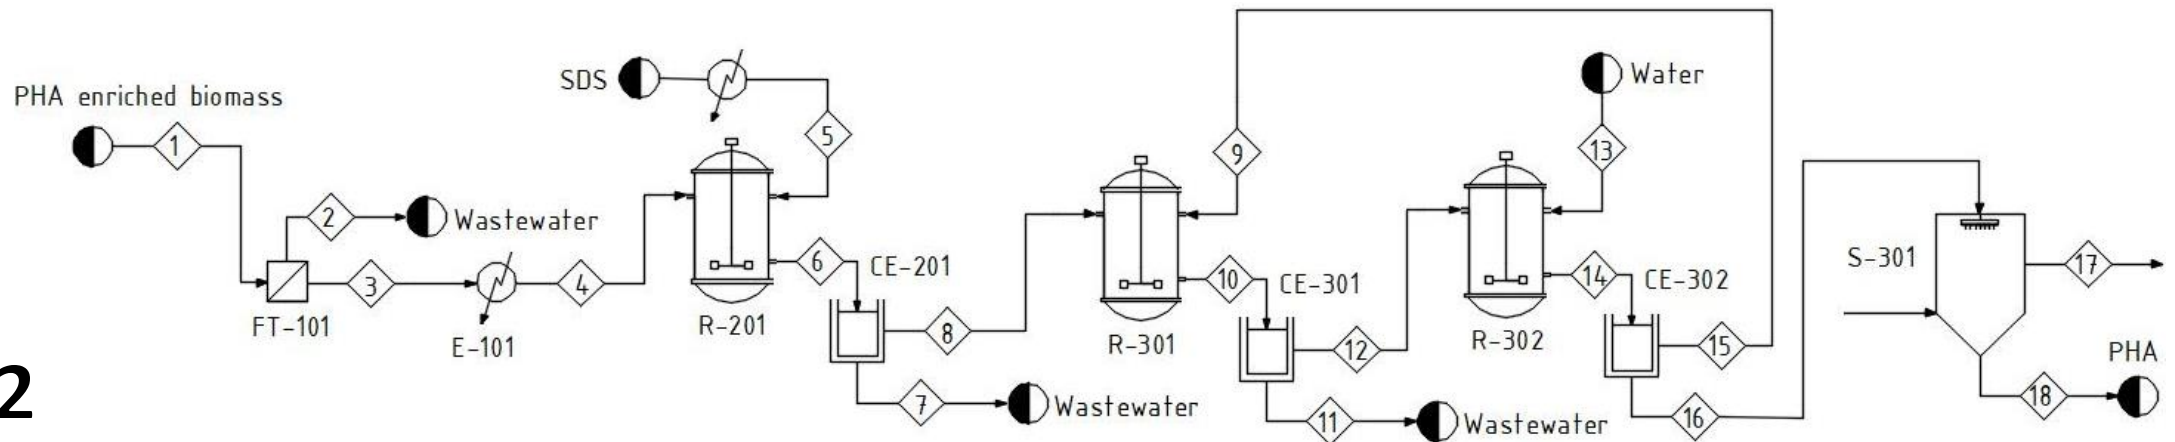 PHA enriched biomass
1
2
Wastewater
FT-101
3
E-101
4
SDS
5
R-201
6
CE-201
7
Wastewater
8
9
R-301
10
CE-301
11
Wastewater
12
Water
13
R-302
14
CE-302
15
16
S-301
17
18
PHA
2